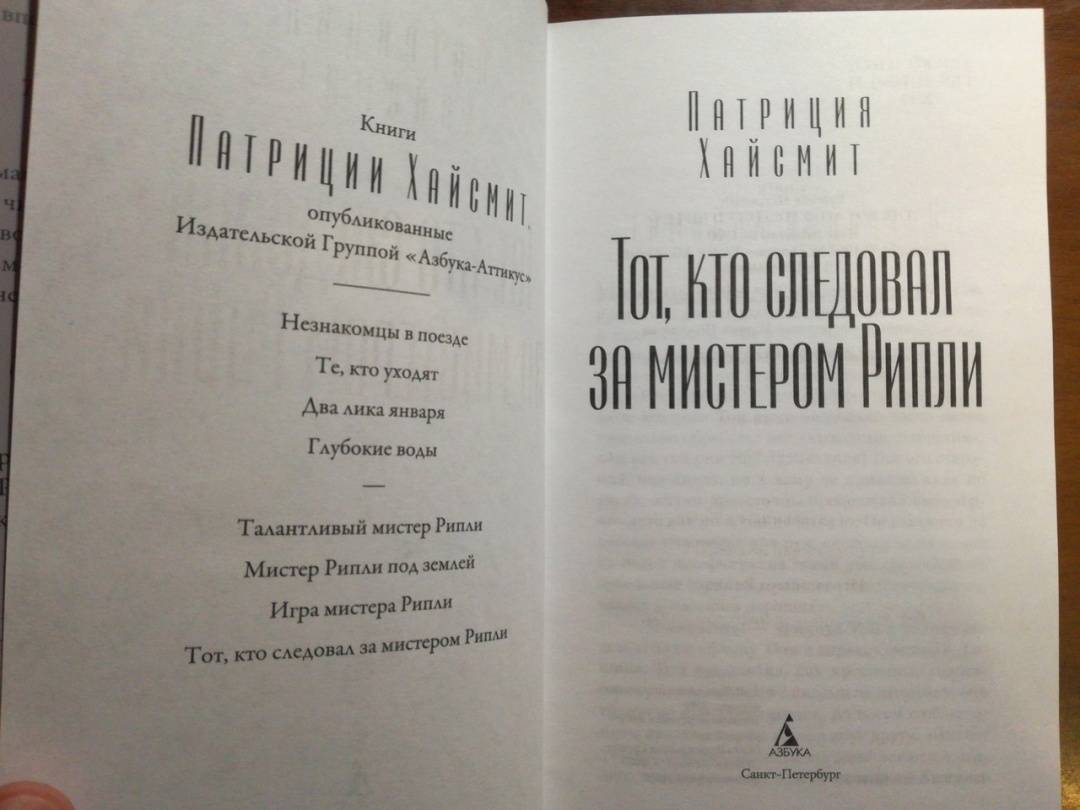 Книги
Патриции Хайсмит,
опубликованные
Издательской Группой «Азбука-Аттикус»
Незнакомцы в поезде
Те, кто уходят
Два лика января
Глубокие воды
—
Талантливый мистер Рипли
Мистер Рипли под землей
Игра мистера Рипли
Тот, кто следовал за мистером Рипли
Патриция
Хайсмит
Тот, кто следовал
за мистером Рипли
АЗБУКА
Санкт-Петербург